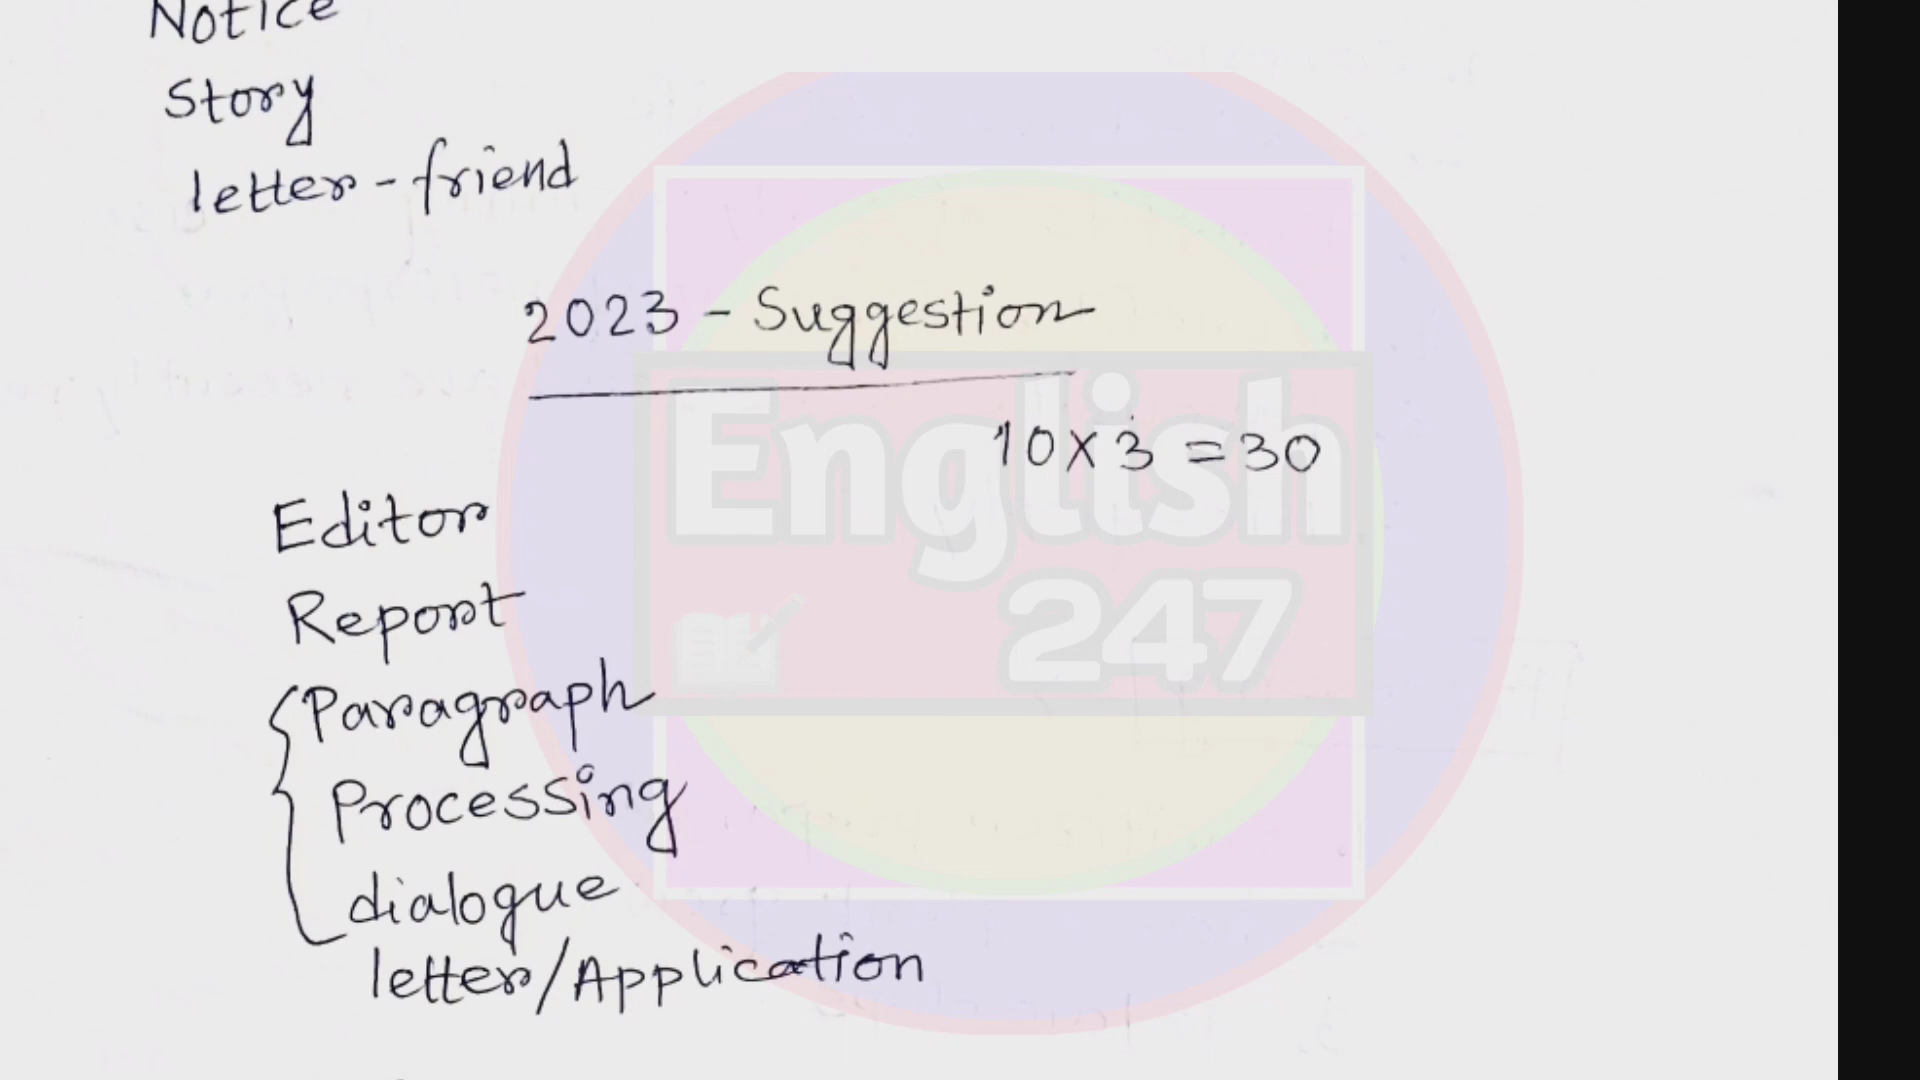 Notice
Story
letter-friend
2023 - Suggestion
10 x 3 = 30
Editor
Report
Paragraph
Processing
dialogue
letter/Application
English
247